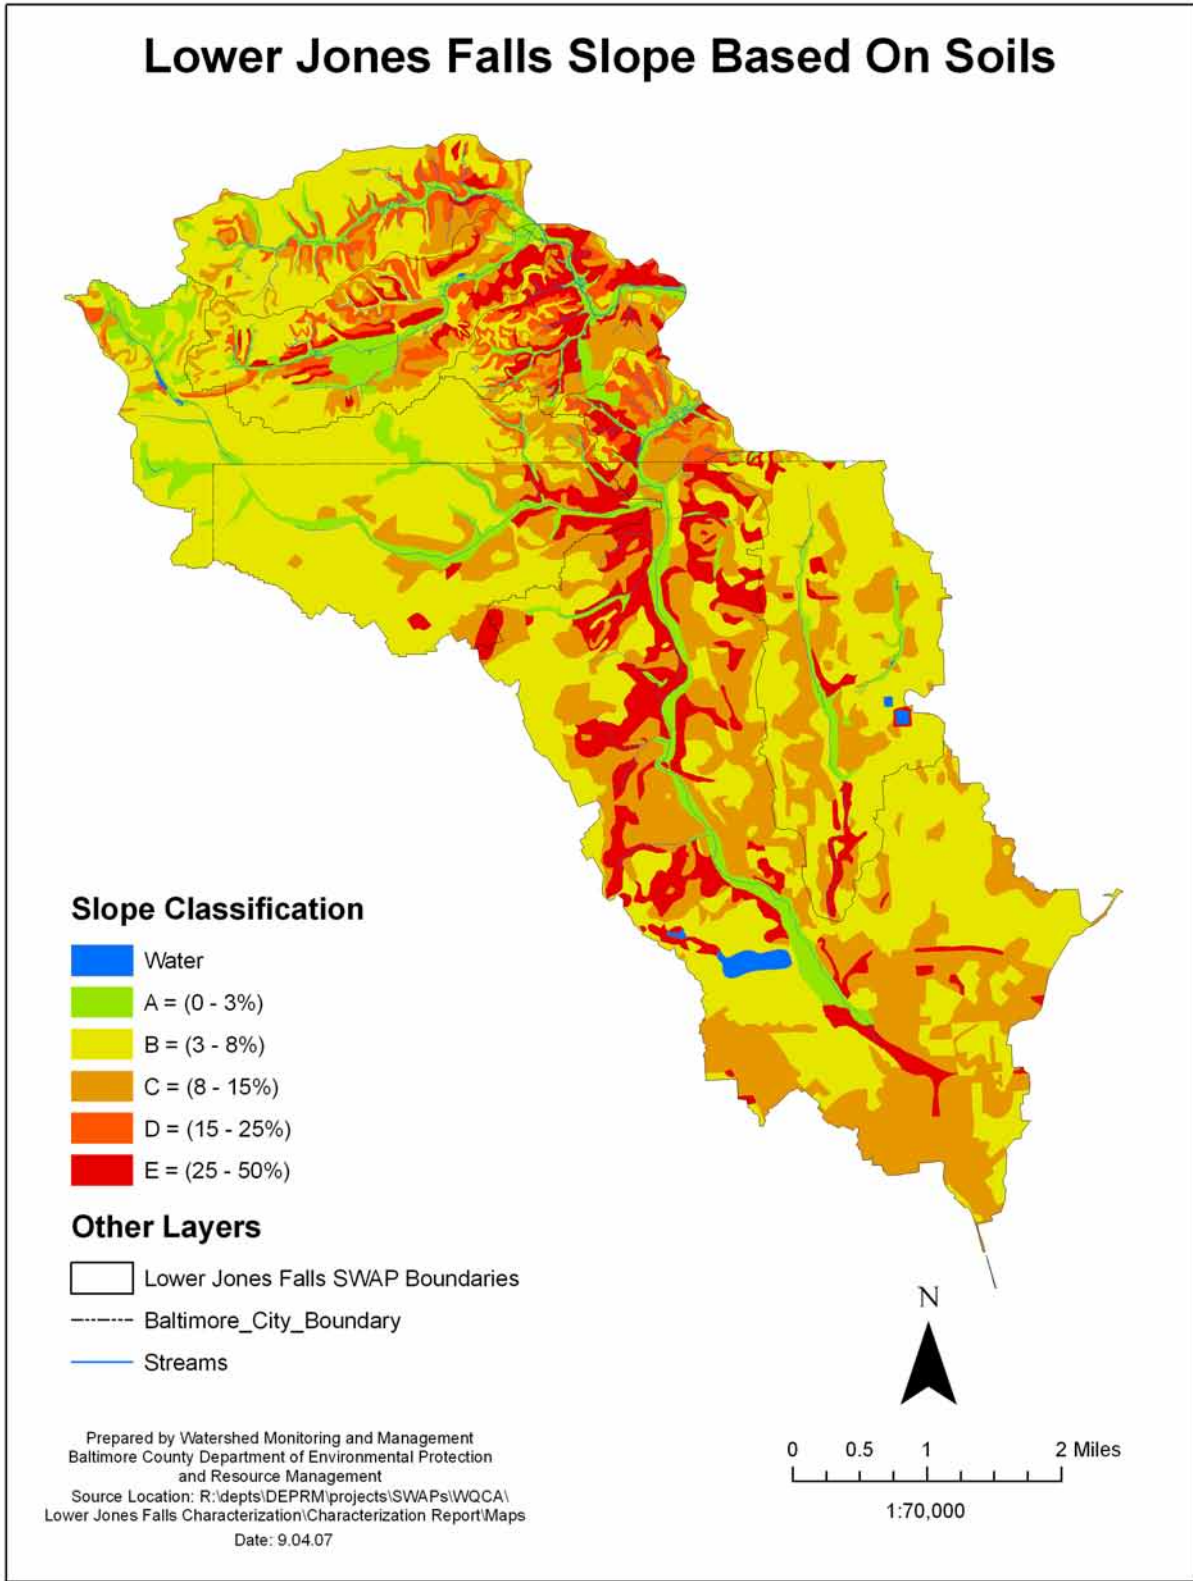 Lower Jones Falls Slope Based On Soils
Slope Classification
Water
A = (0 - 3%)
B = (3 - 8%)
C = (8 - 15%)
D = (15 - 25%)
E = (25 - 50%)
Other Layers
Lower Jones Falls SWAP Boundaries
Baltimore_City_Boundary
Streams
N
Prepared by Watershed Monitoring and Management
Baltimore County Department of Environmental Protection
and Resource Management
Source Location: R:\depts\DEPRM\projects\SWAPs\WQCA\
Lower Jones Falls Characterization\Characterization Report\Maps
Date: 9.04.07
0 0.5 1 2 Miles
1:70,000